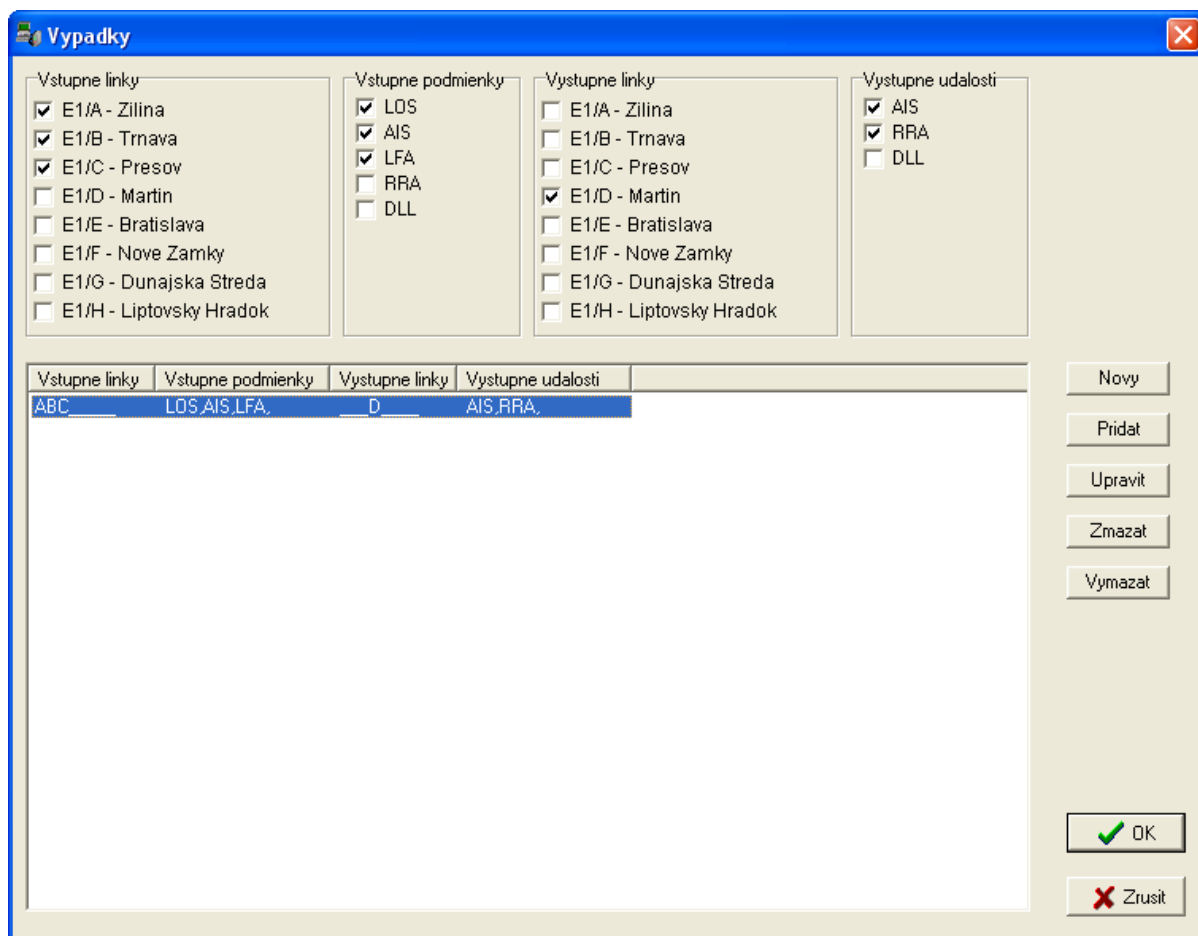 Vypadky
Vstupne linky
E1/A - Zilina
E1/B - Trnava
E1/C - Presov
E1/D - Martin
E1/E - Bratislava
E1/F - Nove Zamky
E1/G - Dunajska Streda
E1/H - Liptovsky Hradok
Vstupne podmienky
LOS
AIS
LFA
RRA
DLL
Vystupne linky
E1/A - Zilina
E1/B - Trnava
E1/C - Presov
E1/D - Martin
E1/E - Bratislava
E1/F - Nove Zamky
E1/G - Dunajska Streda
E1/H - Liptovsky Hradok
Vystupne udalosti
AIS
RRA
DLL
Vstupne linky Vstupne podmienky Vystupne linky Vystupne udalosti
ABC_____ LOS,AIS,LFA, ___D____ AIS,RRA,
Novy
Pridat
Upravit
Zmazat
Vymazat
OK
Zrusit